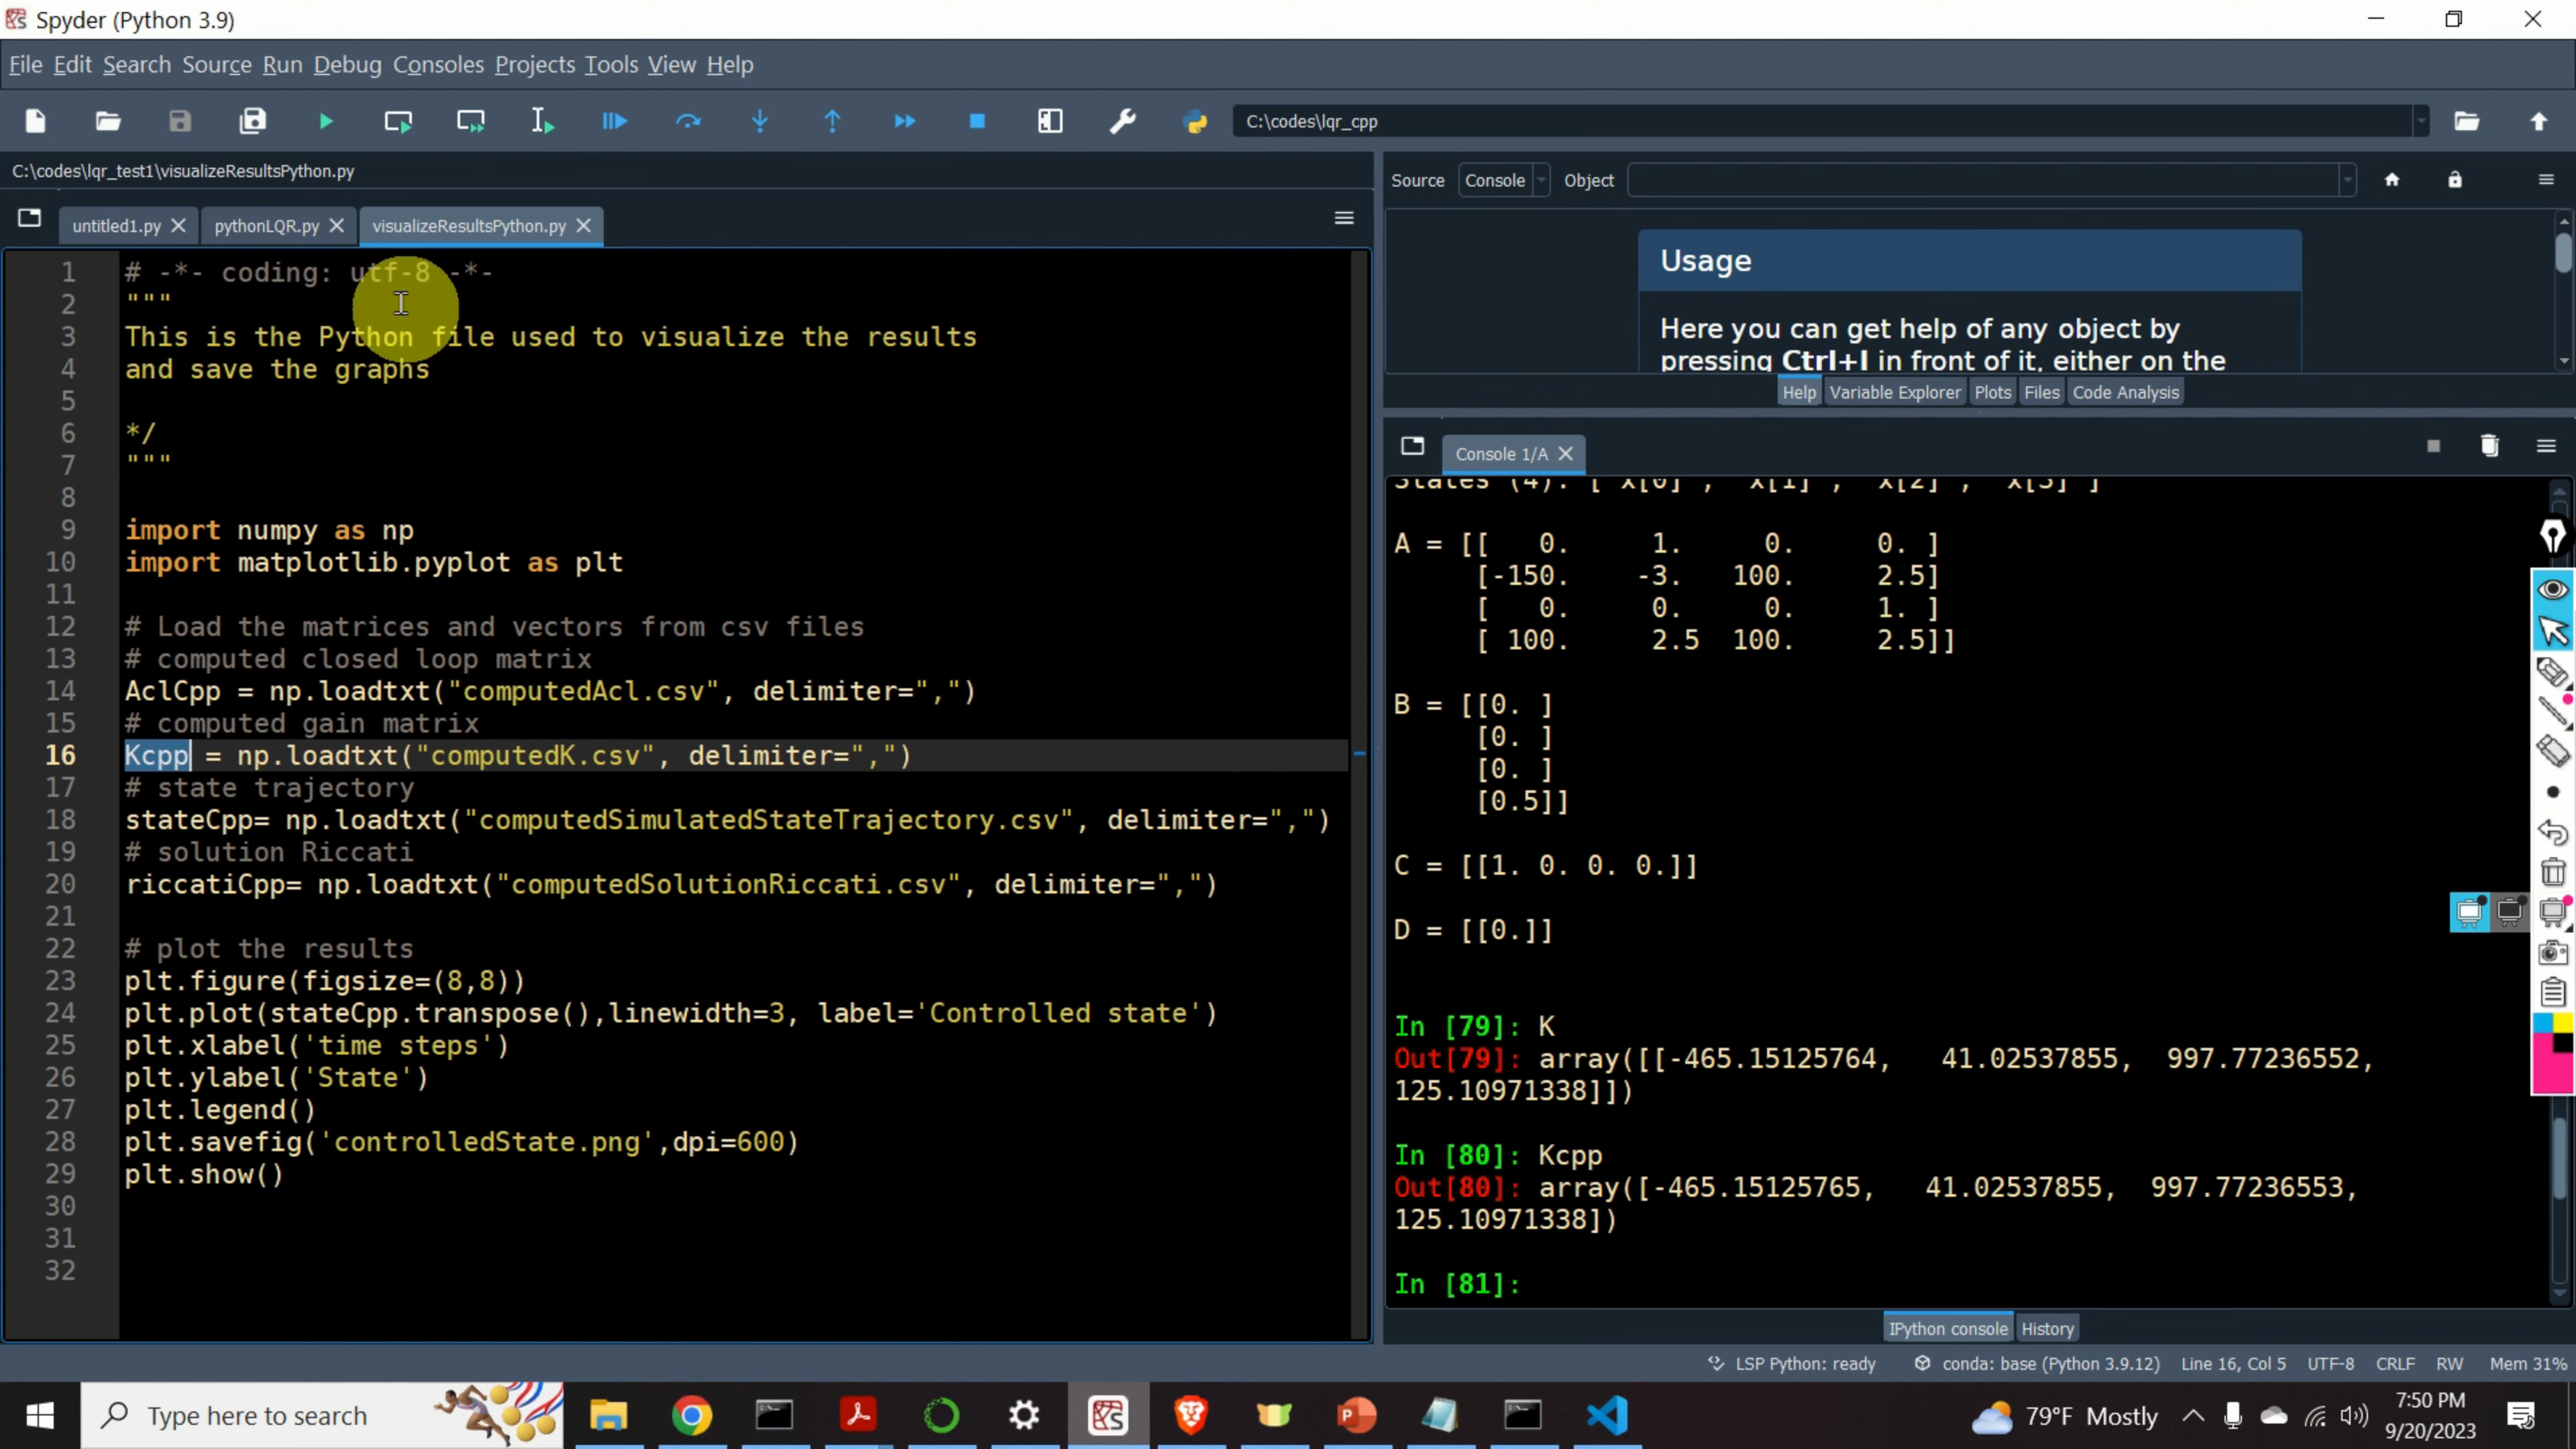 Spyder (Python 3.9)
File Edit Search Source Run Debug Consoles Projects Tools View Help
C:\codes\lqr_cpp
C:\codes\lqr_test1\visualizeResultsPython.py
untitled1.py
pythonLQR.py
visualizeResultsPython.py
1 # -*- coding: utf-8 -*-
2 """
3 This is the Python file used to visualize the results
4 and save the graphs
5
6 */
7 """
8
9 import numpy as np
10 import matplotlib.pyplot as plt
11
12 # Load the matrices and vectors from csv files
13 # computed closed loop matrix
14 AclCpp = np.loadtxt("computedAcl.csv", delimiter=",")
15 # computed gain matrix
16 Kcpp = np.loadtxt("computedK.csv", delimiter=",")
17 # state trajectory
18 stateCpp= np.loadtxt("computedSimulatedStateTrajectory.csv", delimiter=",")
19 # solution Riccati
20 riccatiCpp= np.loadtxt("computedSolutionRiccati.csv", delimiter=",")
21
22 # plot the results
23 plt.figure(figsize=(8,8))
24 plt.plot(stateCpp.transpose(),linewidth=3, label='Controlled state')
25 plt.xlabel('time steps')
26 plt.ylabel('State')
27 plt.legend()
28 plt.savefig('controlledState.png',dpi=600)
29 plt.show()
30
31
32
Source Console Object
Usage
Here you can get help of any object by
pressing Ctrl+I in front of it, either on the
Help Variable Explorer Plots Files Code Analysis
Console 1/A
States (4): ['x[0]', 'x[1]', 'x[2]', 'x[3]']
A = [[ 0. 1. 0. 0. ]
[-150. -3. 100. 2.5]
[ 0. 0. 0. 1. ]
[ 100. 2.5 100. 2.5]]
B = [[0. ]
[0. ]
[0. ]
[0.5]]
C = [[1. 0. 0. 0.]]
D = [[0.]]
In [79]: K
Out[79]: array([[-465.15125764, 41.02537855, 997.77236552,
125.10971338]])
In [80]: Kcpp
Out[80]: array([-465.15125765, 41.02537855, 997.77236553,
125.10971338])
In [81]:
IPython console History
LSP Python: ready conda: base (Python 3.9.12) Line 16, Col 5 UTF-8 CRLF RW Mem 31%
Type here to search
79°F Mostly
7:50 PM
9/20/2023